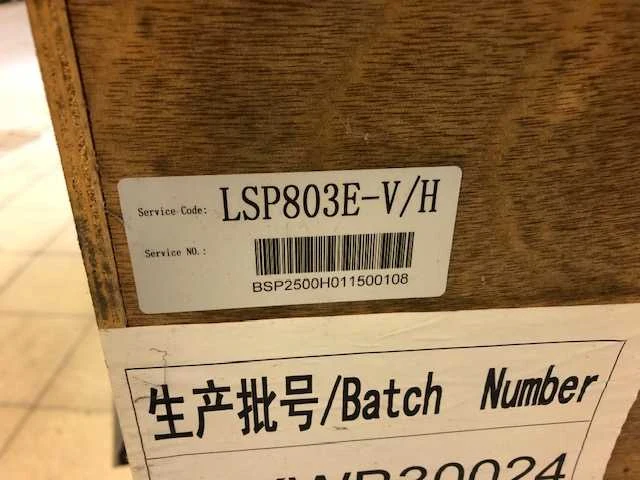 Service Code: LSP803E-V/H
Service NO.:
BSP2500H011500108
生产批号/Batch Number